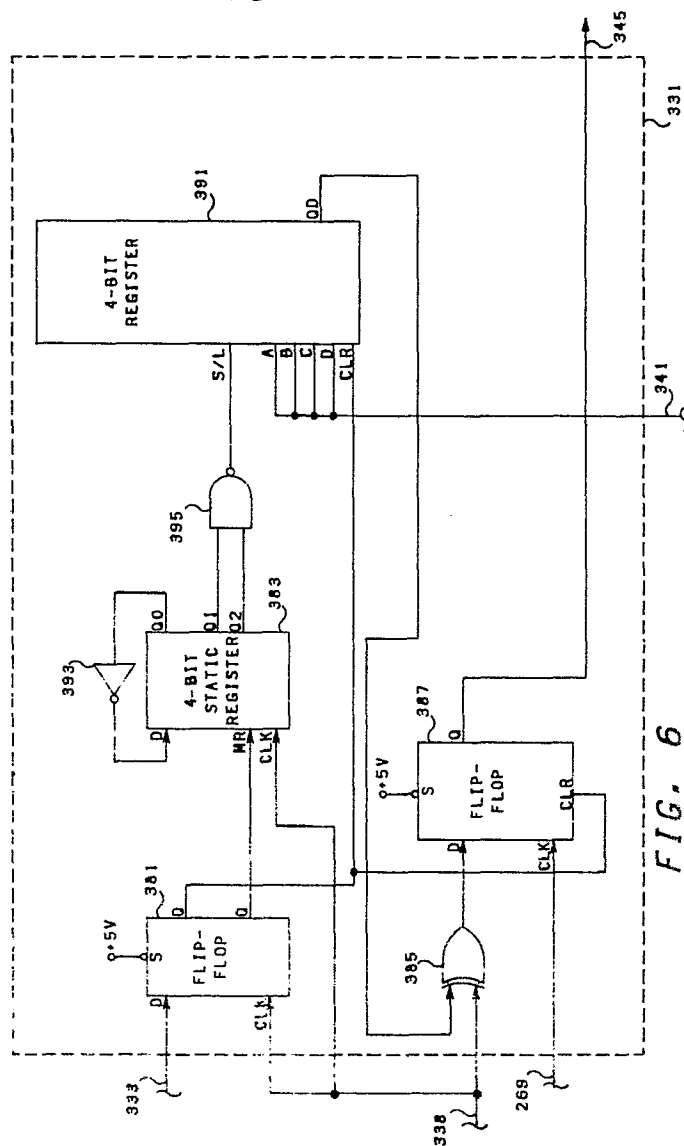 331
345
391
4-BIT
REGISTER
QD
S/L
A
B
C
D
CLR
341
395
393
Q0
Q1
Q2
383
4-BIT
STATIC
REGISTER
D
MR
CLK
381
+5V
S
FLIP-
FLOP
D
CLK
Q
Q
333
338
269
385
387
+5V
S
FLIP-
FLOP
D
CLK
Q
CLR
FIG. 6